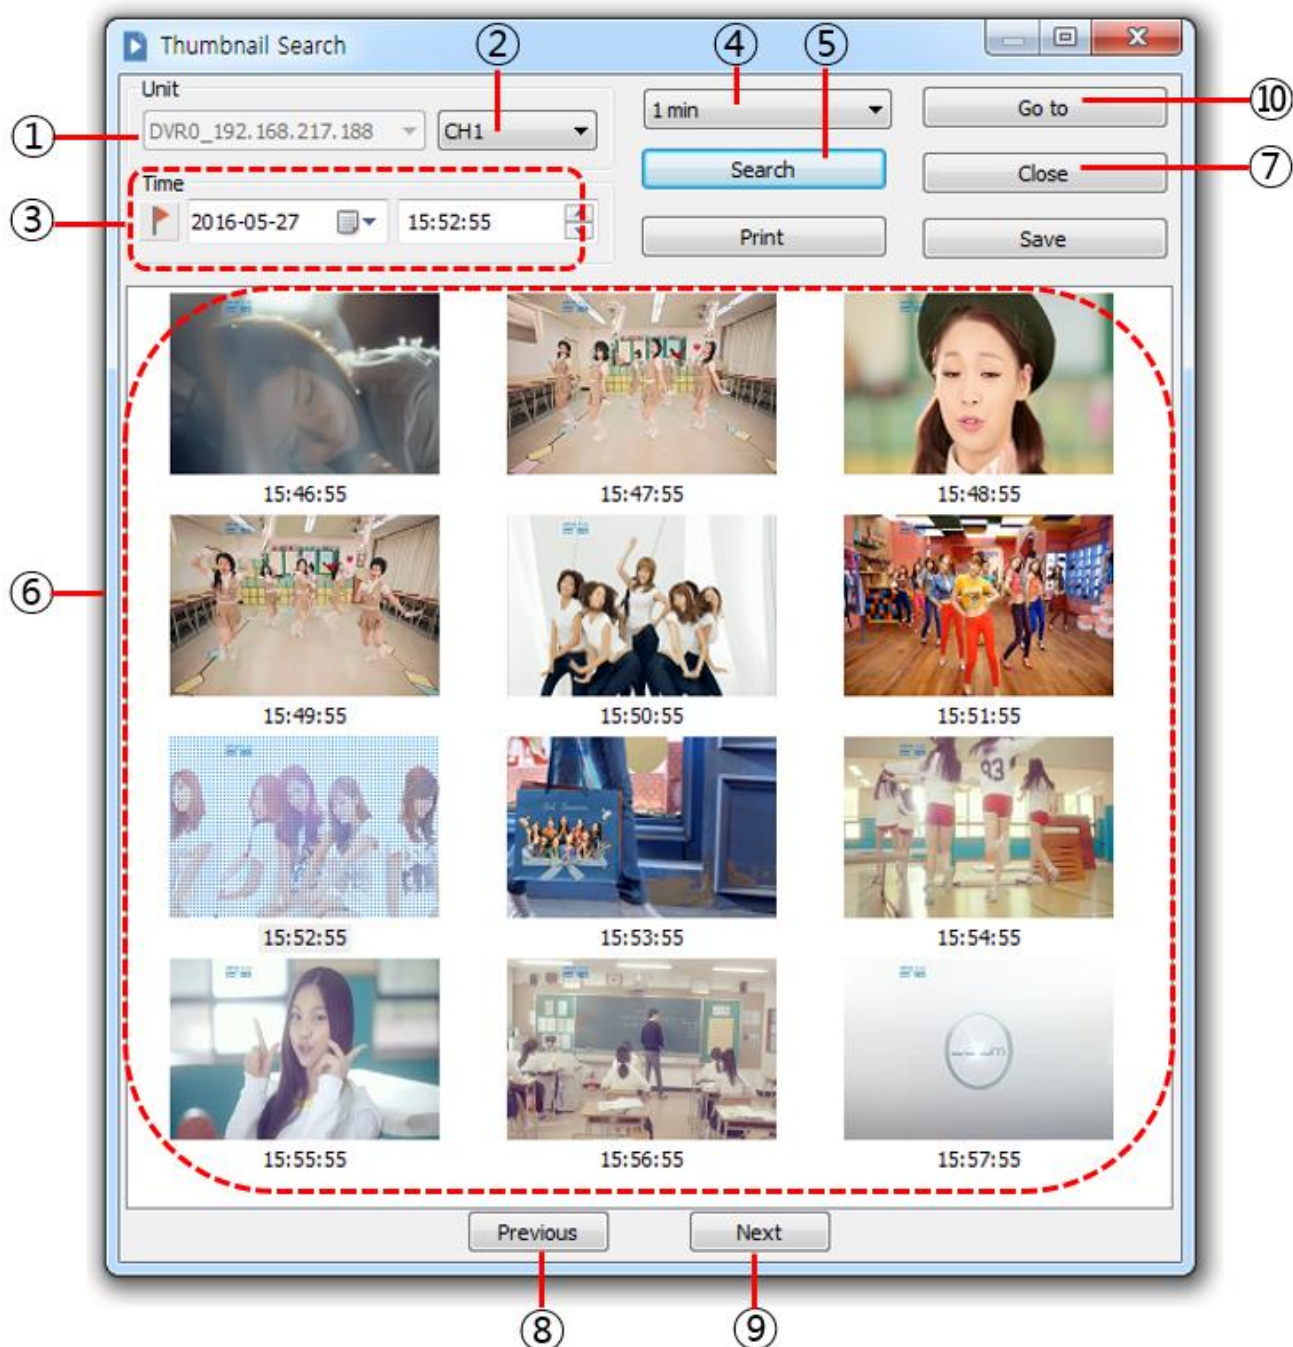 Thumbnail Search
② ④ ⑤
Unit
DVR0_192.168.217.188 CH1 1 min Go to ⑩
①
Search Close ⑦
Time
③ 2016-05-27 15:52:55 Print Save
15:46:55 15:47:55 15:48:55
⑥
15:49:55 15:50:55 15:51:55
93
15:52:55 15:53:55 15:54:55
15:55:55 15:56:55 15:57:55
Previous Next
⑧ ⑨